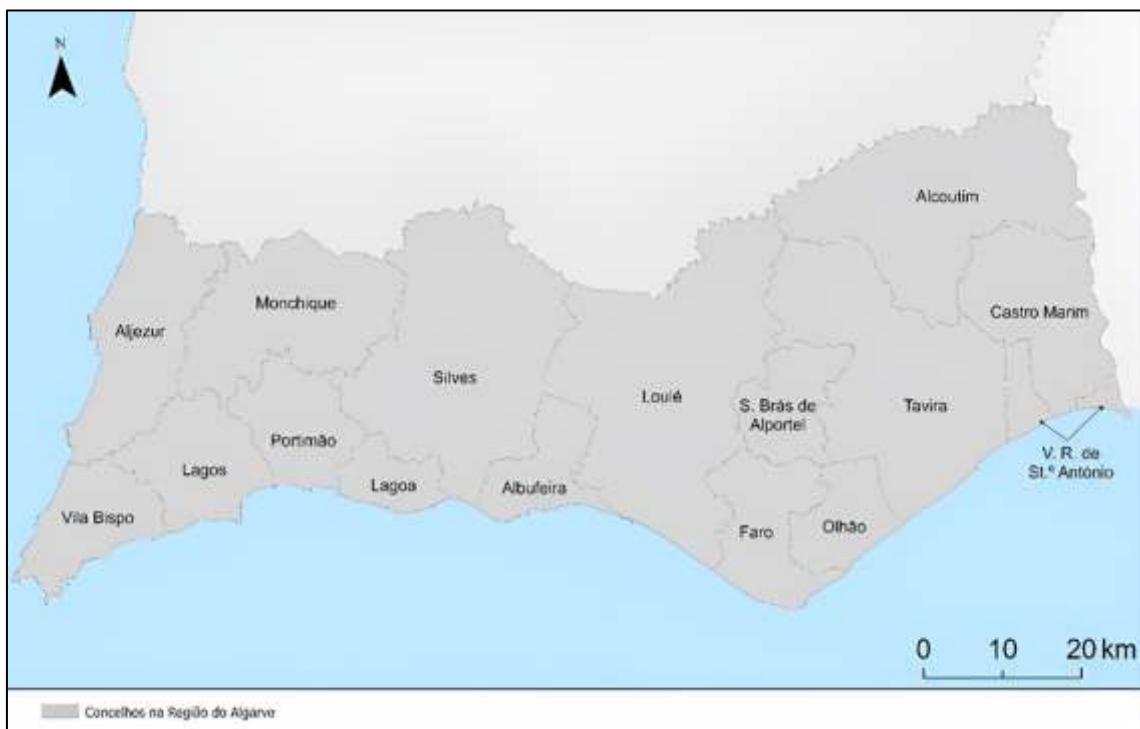 N
Alcoutim
Monchique
Castro Marim
Aljezur
Silves
Loulé
S. Brás de
Alportel
Tavira
Portimão
Lagos
Lagoa
Albufeira
V. R. de
St.º António
Vila Bispo
Faro
Olhão
0 10 20 km
Concelhos na Região do Algarve